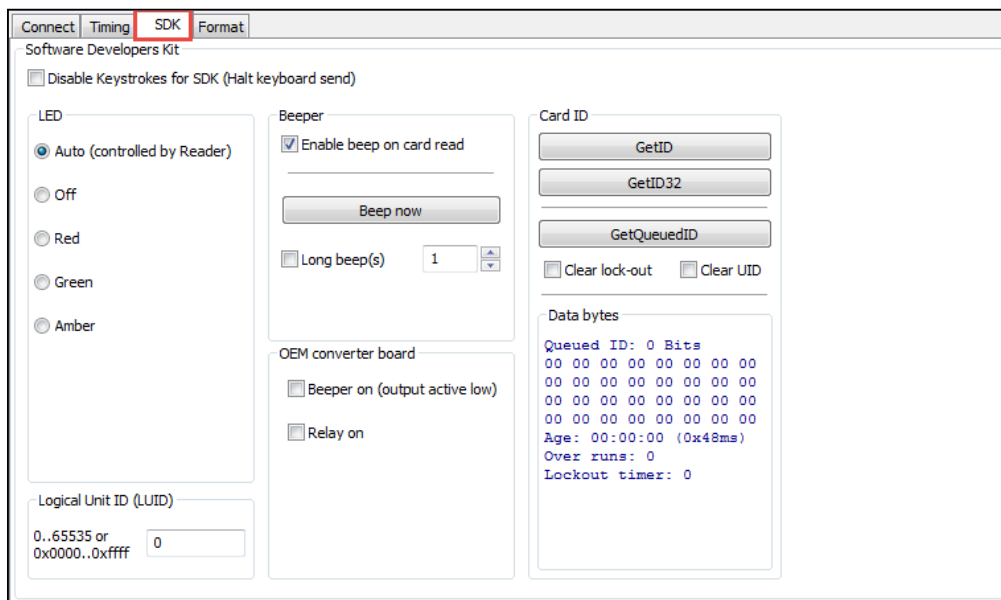 Connect Timing SDK Format
Software Developers Kit
Disable Keystrokes for SDK (Halt keyboard send)
LED
Auto (controlled by Reader)
Off
Red
Green
Amber
Logical Unit ID (LUID)
0..65535 or
0x0000..0xffff
0
Beeper
Enable beep on card read
Beep now
Long beep(s) 1
OEM converter board
Beeper on (output active low)
Relay on
Card ID
GetID
GetID32
GetQueuedID
Clear lock-out Clear UID
Data bytes
Queued ID: 0 Bits
00 00 00 00 00 00 00 00
00 00 00 00 00 00 00 00
00 00 00 00 00 00 00 00
00 00 00 00 00 00 00 00
Age: 00:00:00 (0x48ms)
Over runs: 0
Lockout timer: 0